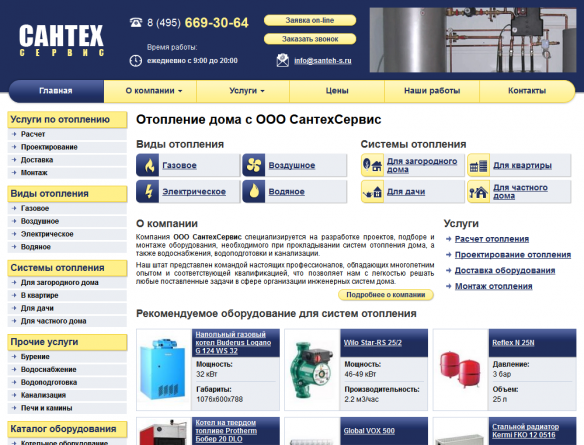 САНТЕХ
СЕРВИС
8 (495) 669-30-64
Время работы:
ежедневно с 9:00 до 20:00
Заявка on-line
Заказать звонок
info@santeh-s.ru
Главная
О компании
Услуги
Цены
Наши работы
Контакты
Услуги по отоплению
Расчет
Проектирование
Доставка
Монтаж
Виды отопления
Газовое
Воздушное
Электрическое
Водяное
Системы отопления
Для загородного дома
В квартире
Для дачи
Для частного дома
Прочие услуги
Бурение
Водоснабжение
Водоподготовка
Канализация
Печи и камины
Каталог оборудования
Котельное оборудование
Отопление дома с ООО СантехСервис
Виды отопления
Газовое
Воздушное
Электрическое
Водяное
Системы отопления
Для загородного
дома
Для квартиры
Для дачи
Для частного
дома
О компании
Компания ООО СантехСервис специализируется на разработке проектов, подборе и
монтаже оборудования, необходимого при прокладывании систем отопления дома, а
также водоснабжения, водоподготовки и канализации.
Наш штат представлен командой настоящих профессионалов, обладающих многолетним
опытом и соответствующей квалификацией, что позволяет нам с легкостью решать
любые поставленные задачи в сфере организации инженерных систем дома.
Подробнее о компании
Услуги
Расчет отопления
Проектирование отопления
Доставка оборудования
Монтаж отопления
Рекомендуемое оборудование для систем отопления
Напольный газовый
котел Buderus Logano
G 124 WS 32
Мощность:
32 кВт
Габариты:
1076x600x788
Wilo Star-RS 25/2
Мощность:
46-49 кВт
Производительность:
2.2 м3/час
Reflex N 25N
Давление:
3 бар
Объем:
25 л
Котел на твердом
топливе Protherm
Бобер 20 DLO
Global VOX 500
Стальной радиатор
Kermi FKO 12 0516